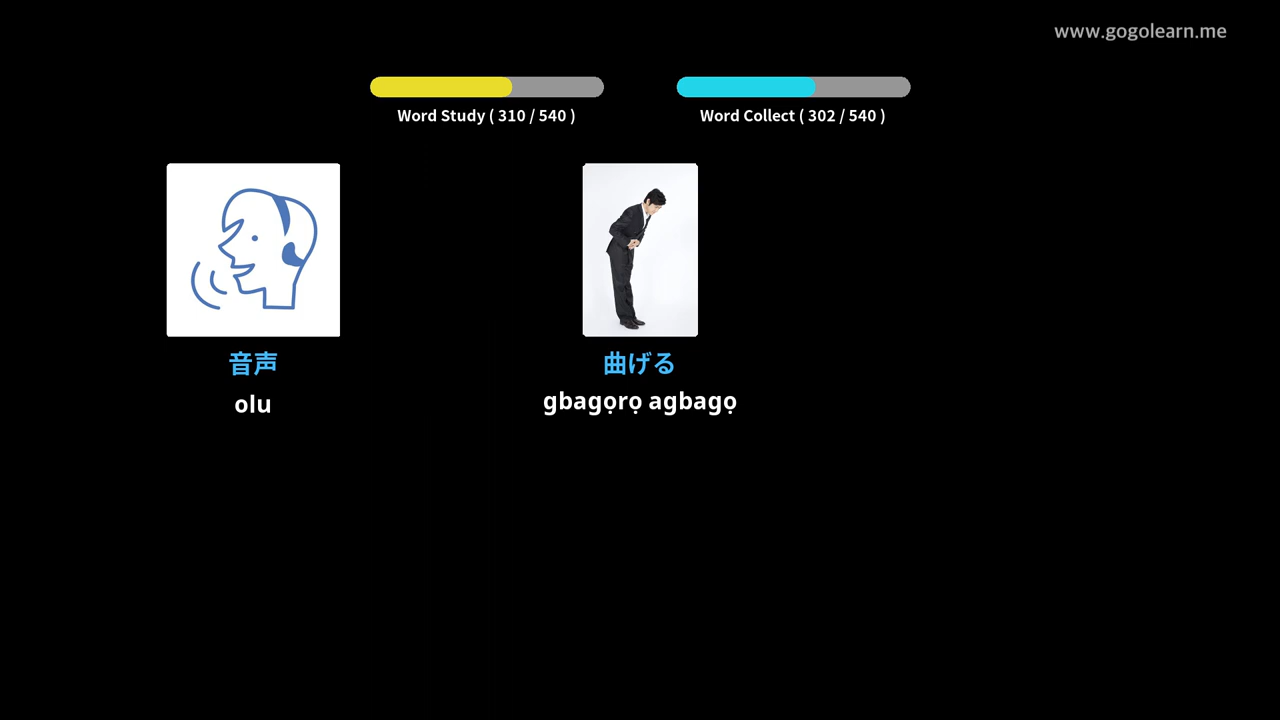 www.gogolearn.me
Word Study ( 310 / 540 )
Word Collect ( 302 / 540 )
音声
olu
曲げる
gbagọrọ agbagọ